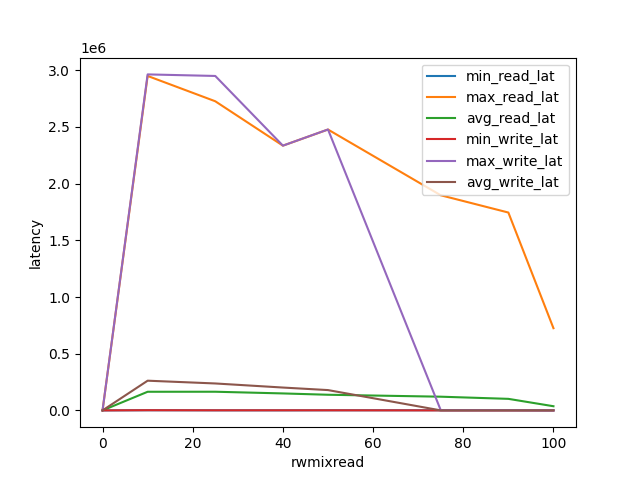 1e6
3.0
2.5
2.0
1.5
1.0
0.5
0.0
latency
min_read_lat
max_read_lat
avg_read_lat
min_write_lat
max_write_lat
avg_write_lat
0
20
40
60
80
100
rwmixread